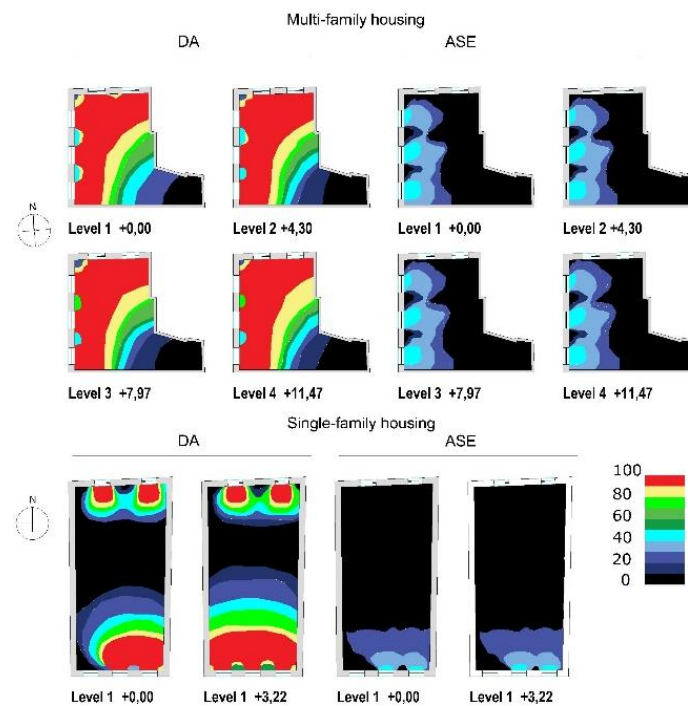 Multi-family housing
DA ASE
N
Level 1 +0,00 Level 2 +4,30 Level 1 +0,00 Level 2 +4,30
Level 3 +7,97 Level 4 +11,47 Level 3 +7,97 Level 4 +11,47
Single-family housing
DA ASE
N
100
80
60
40
20
0
Level 1 +0,00 Level 1 +3,22 Level 1 +0,00 Level 1 +3,22